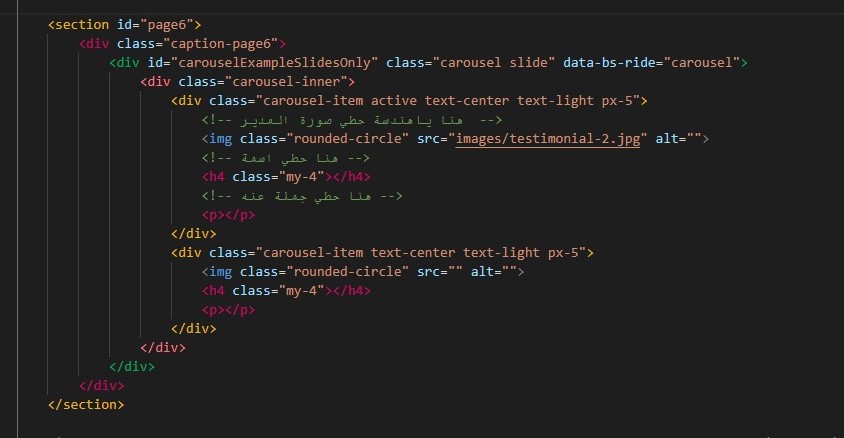 <section id="page6">
<div class="caption-page6">
<div id="carouselExampleSlidesOnly" class="carousel slide" data-bs-ride="carousel">
<div class="carousel-inner">
<div class="carousel-item active text-center text-light px-5">
<!-- هنا ياهندسة حطي صورة المدير -->
<img class="rounded-circle" src="images/testimonial-2.jpg" alt="">
<!-- هنا حطي اسمة -->
<h4 class="my-4"></h4>
<!-- هنا حطي جملة عنه -->
<p></p>
</div>
<div class="carousel-item text-center text-light px-5">
<img class="rounded-circle" src="" alt="">
<h4 class="my-4"></h4>
<p></p>
</div>
</div>
</div>
</div>
</section>